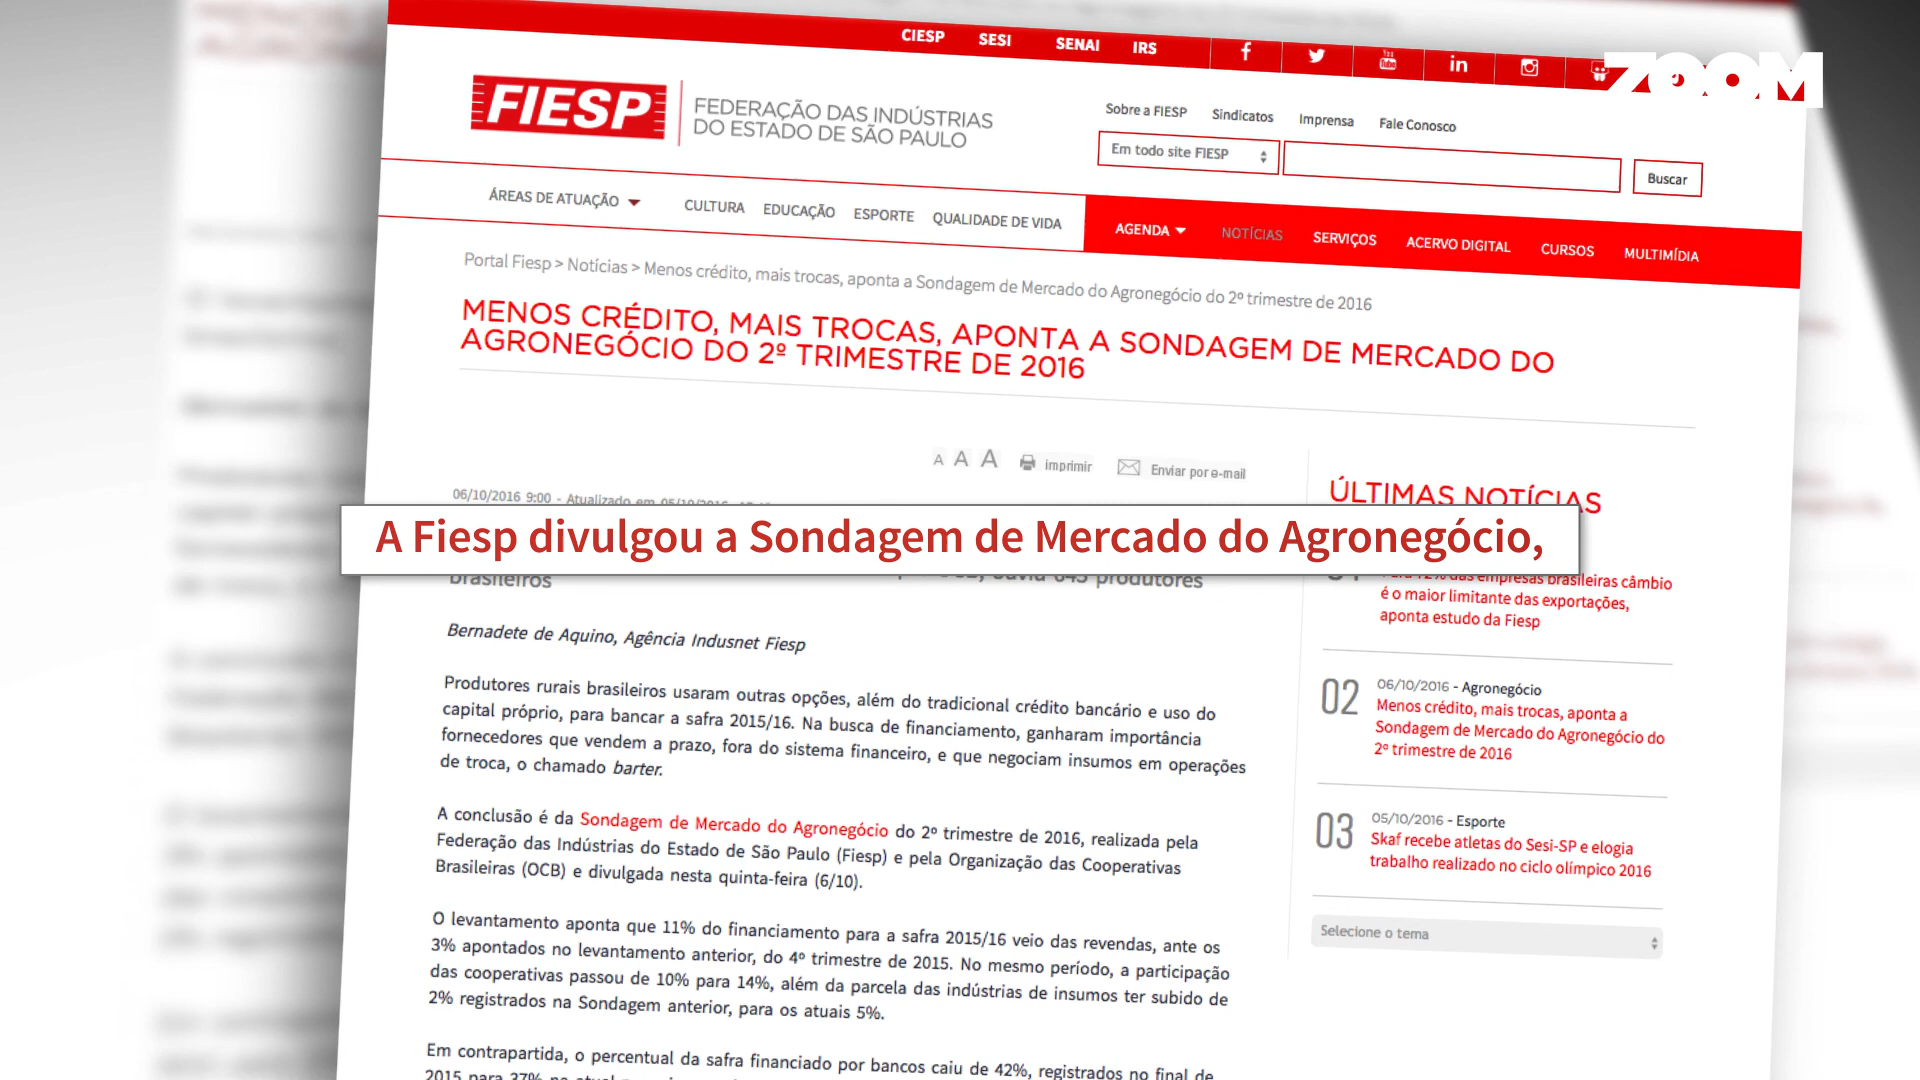 CIESP SESI SENAI IRS
ZOOM
FIESP FEDERAÇÃO DAS INDÚSTRIAS
DO ESTADO DE SÃO PAULO
Sobre a FIESP Sindicatos Imprensa Fale Conosco
Em todo site FIESP Buscar
ÁREAS DE ATUAÇÃO CULTURA EDUCAÇÃO ESPORTE QUALIDADE DE VIDA AGENDA NOTÍCIAS SERVIÇOS ACERVO DIGITAL CURSOS MULTIMÍDIA
Portal Fiesp > Notícias > Menos crédito, mais trocas, aponta a Sondagem de Mercado do Agronegócio do 2º trimestre de 2016
MENOS CRÉDITO, MAIS TROCAS, APONTA A SONDAGEM DE MERCADO DO
AGRONEGÓCIO DO 2º TRIMESTRE DE 2016
A A A imprimir Enviar por e-mail
06/10/2016 9:00 - Atualizado em 05/10/2016
A Fiesp divulgou a Sondagem de Mercado do Agronegócio,
brasileiros produtores
Bernadete de Aquino, Agência Indusnet Fiesp
Produtores rurais brasileiros usaram outras opções, além do tradicional crédito bancário e uso do
capital próprio, para bancar a safra 2015/16. Na busca de financiamento, ganharam importância
fornecedores que vendem a prazo, fora do sistema financeiro, e que negociam insumos em operações
de troca, o chamado barter.
A conclusão é da Sondagem de Mercado do Agronegócio do 2º trimestre de 2016, realizada pela
Federação das Indústrias do Estado de São Paulo (Fiesp) e pela Organização das Cooperativas
Brasileiras (OCB) e divulgada nesta quinta-feira (6/10).
O levantamento aponta que 11% do financiamento para a safra 2015/16 veio das revendas, ante os
3% apontados no levantamento anterior, do 4º trimestre de 2015. No mesmo período, a participação
das cooperativas passou de 10% para 14%, além da parcela das indústrias de insumos ter subido de
2% registrados na Sondagem anterior, para os atuais 5%.
Em contrapartida, o percentual da safra financiado por bancos caiu de 42%, registrados no final de
2015 para 37%
ÚLTIMAS NOTÍCIAS
das empresas brasileiras câmbio
é o maior limitante das exportações,
aponta estudo da Fiesp
02 06/10/2016 - Agronegócio
Menos crédito, mais trocas, aponta a
Sondagem de Mercado do Agronegócio do
2º trimestre de 2016
03 05/10/2016 - Esporte
Skaf recebe atletas do Sesi-SP e elogia
trabalho realizado no ciclo olímpico 2016
Selecione o tema